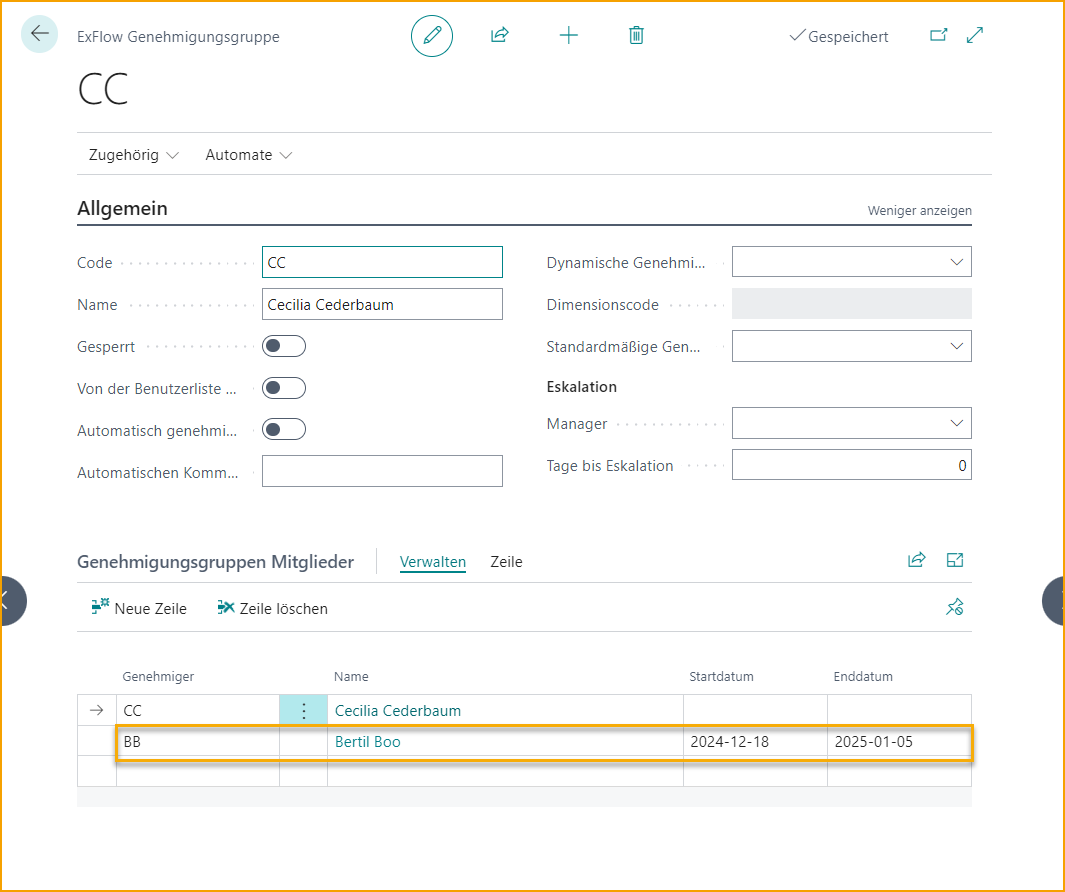 ExFlow Genehmigungsgruppe
Gespeichert
CC
Zugehörig
Automate
Allgemein
Weniger anzeigen
Code
CC
Name
Cecilia Cederbaum
Gesperrt
Von der Benutzerliste ...
Automatisch genehmi...
Automatischen Komm...
Dynamische Genehmi...
Dimensionscode
Standardmäßige Gen...
Eskalation
Manager
Tage bis Eskalation
0
Genehmigungsgruppen Mitglieder
Verwalten
Zeile
Neue Zeile
Zeile löschen
Genehmiger Name Startdatum Enddatum
CC Cecilia Cederbaum
BB Bertil Boo 2024-12-18 2025-01-05